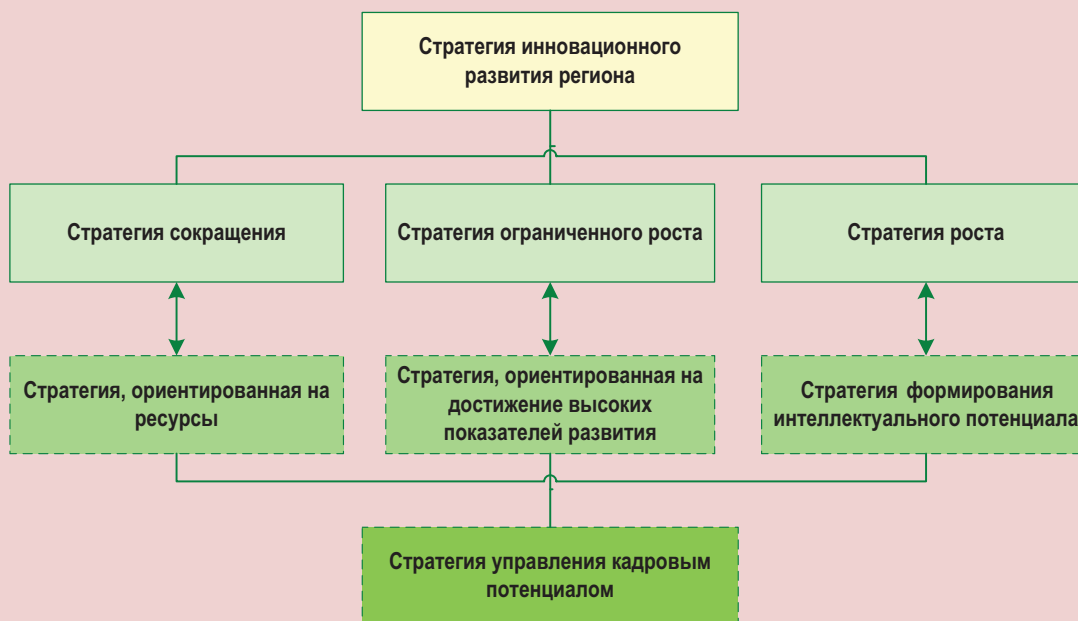 Стратегия инновационного
развития региона
Стратегия сокращения
Стратегия ограниченного роста
Стратегия роста
Стратегия, ориентированная на
ресурсы
Стратегия, ориентированная на
достижение высоких
показателей развития
Стратегия формирования
интеллектуального потенциала
Стратегия управления кадровым
потенциалом